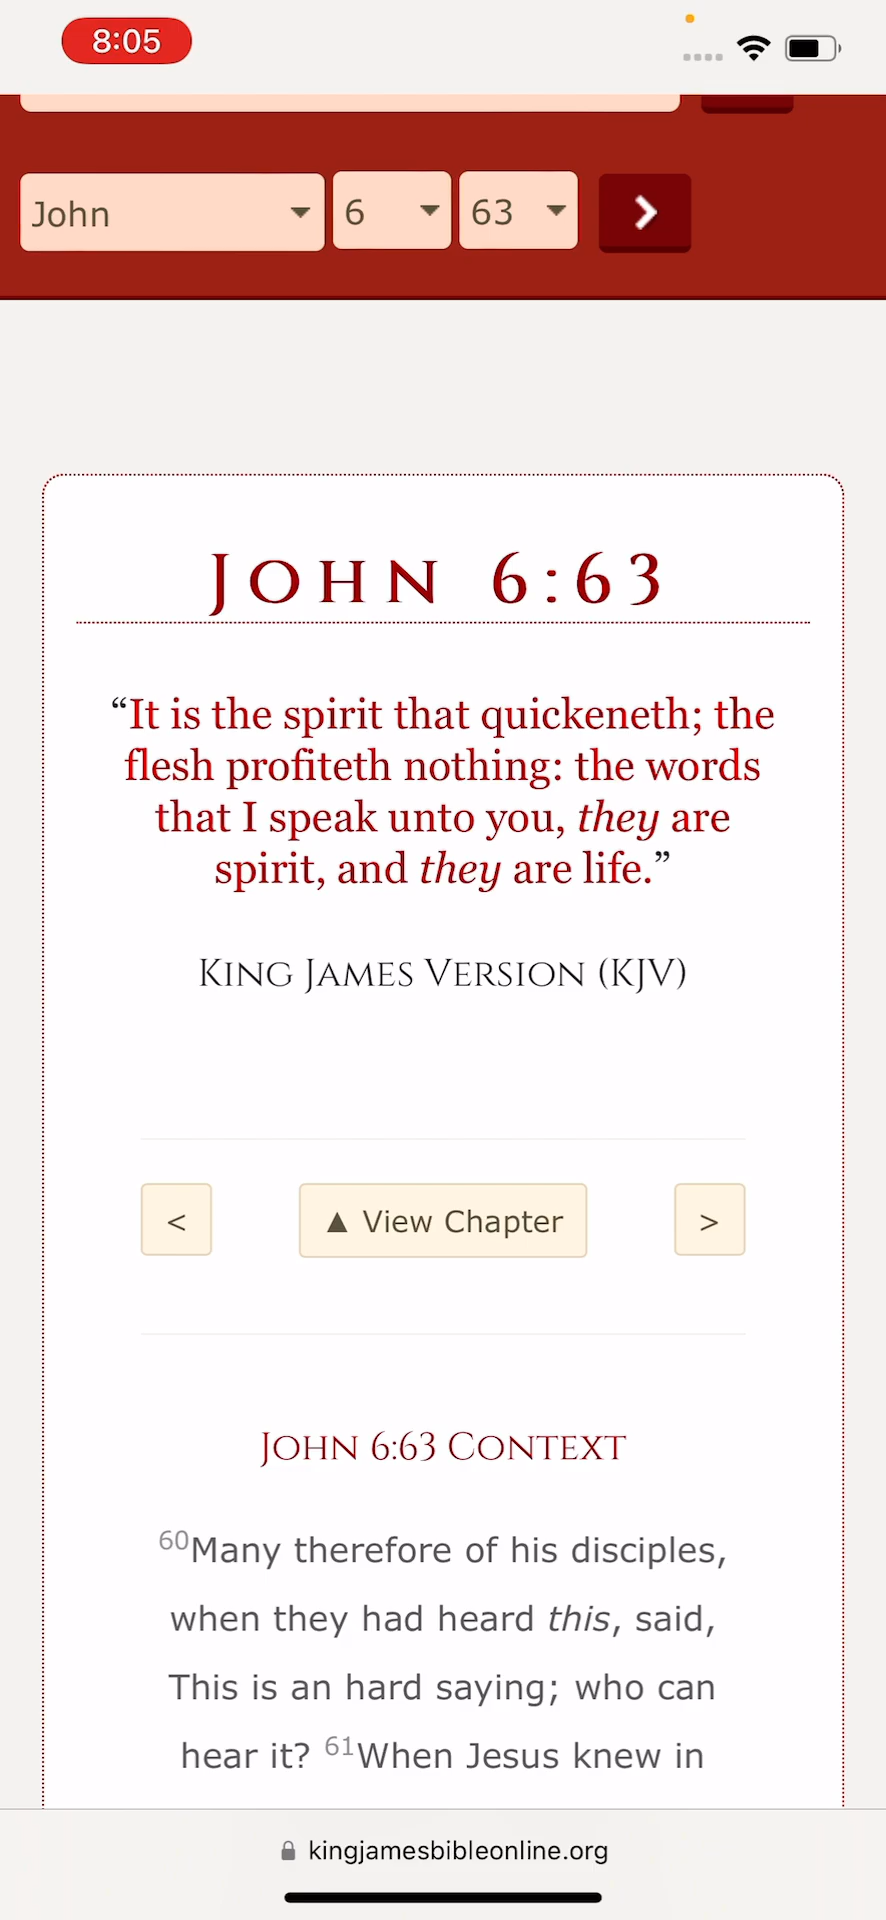 8:05
John
6
63
John 6:63
“It is the spirit that quickeneth; the
flesh profiteth nothing: the words
that I speak unto you, they are
spirit, and they are life.”
King James Version (KJV)
<
▲ View Chapter
>
John 6:63 Context
60Many therefore of his disciples,
when they had heard this, said,
This is an hard saying; who can
hear it? 61When Jesus knew in
kingjamesbibleonline.org